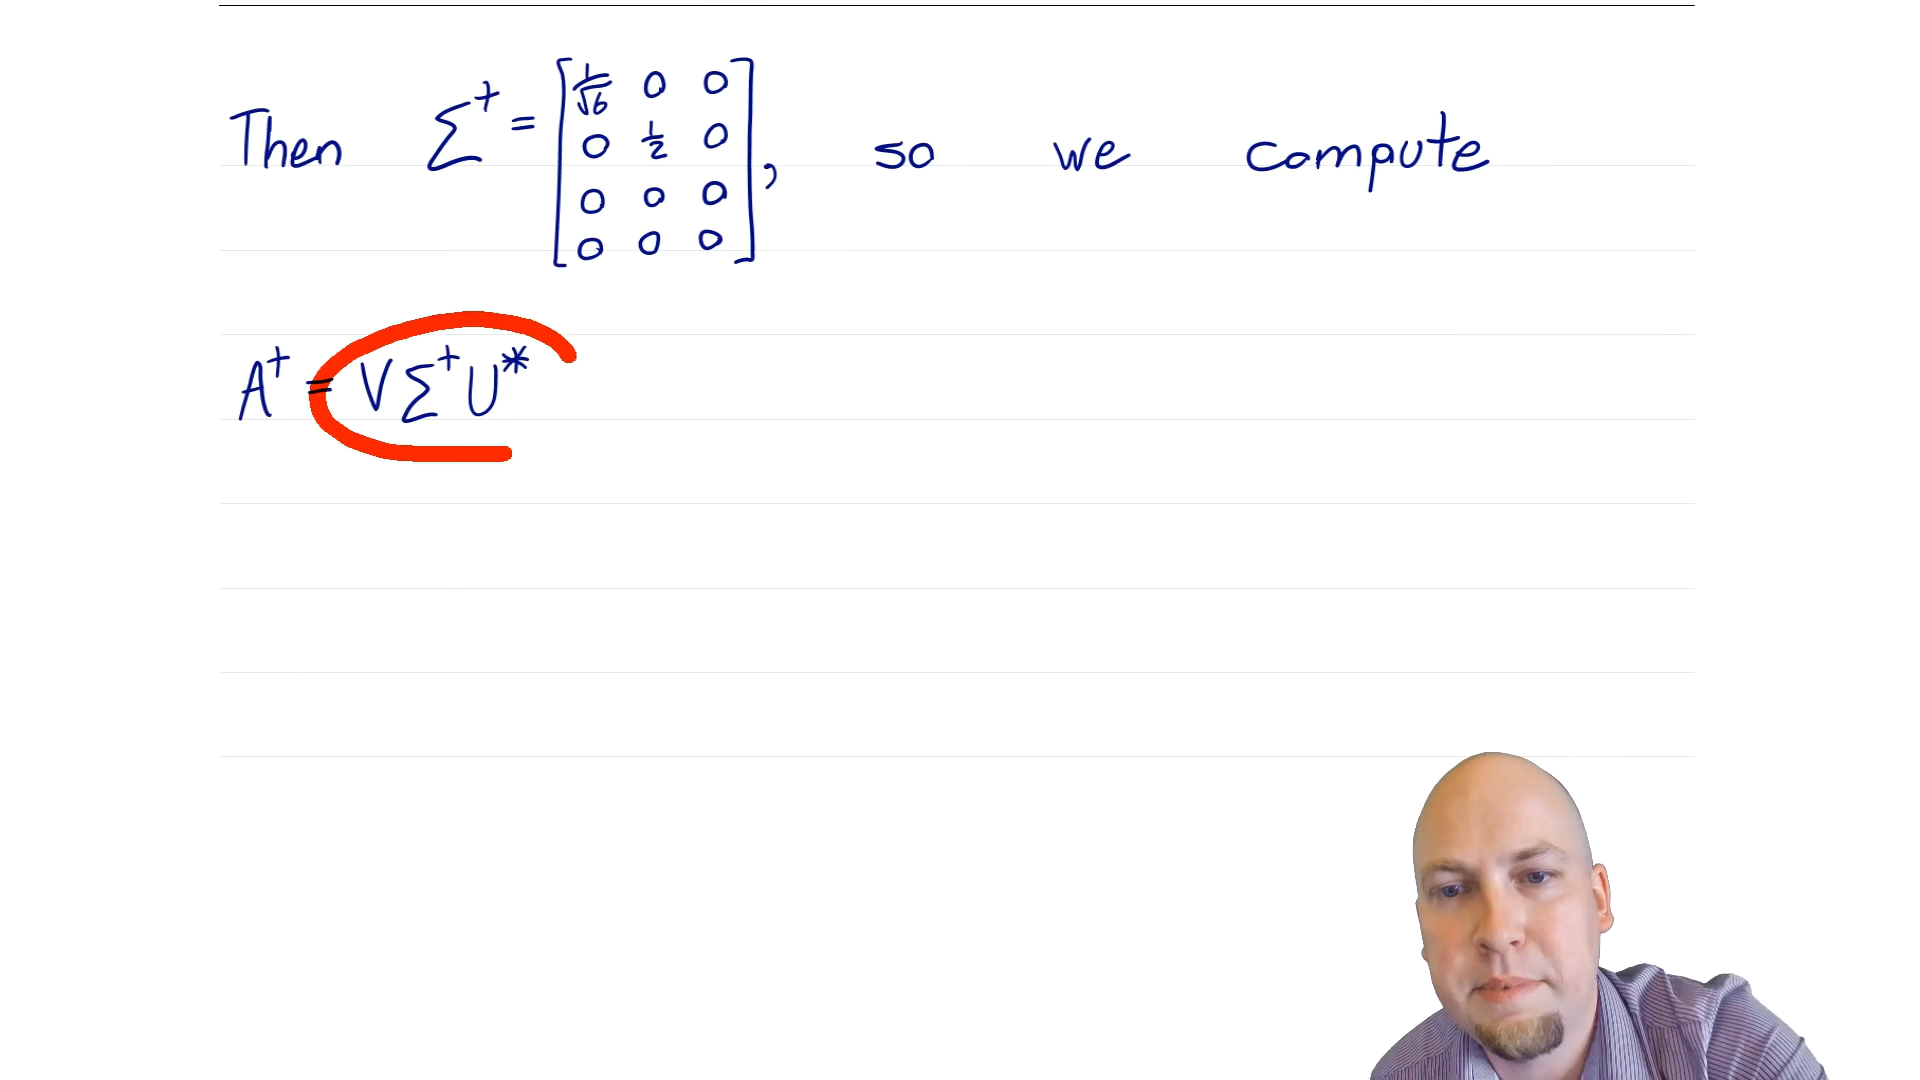 Then Σ† = [1/√6 0 0; 0 1/2 0; 0 0 0; 0 0 0], so we compute
A† = VΣ†U*